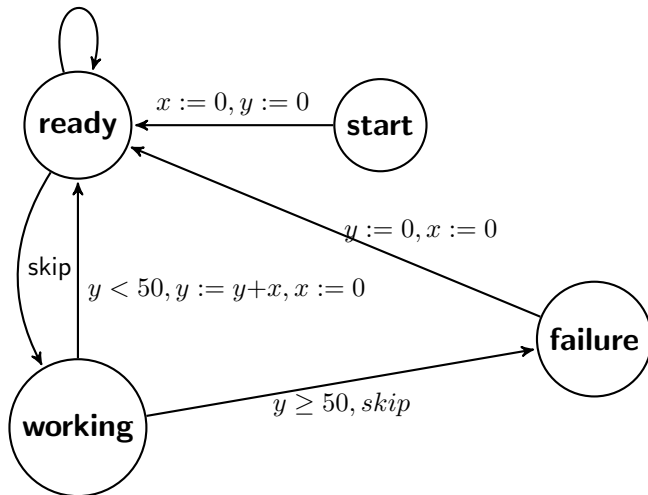 x := 0, y := 0
ready
start
y := 0, x := 0
skip
y < 50, y := y+x, x := 0
failure
y ≥ 50, skip
working